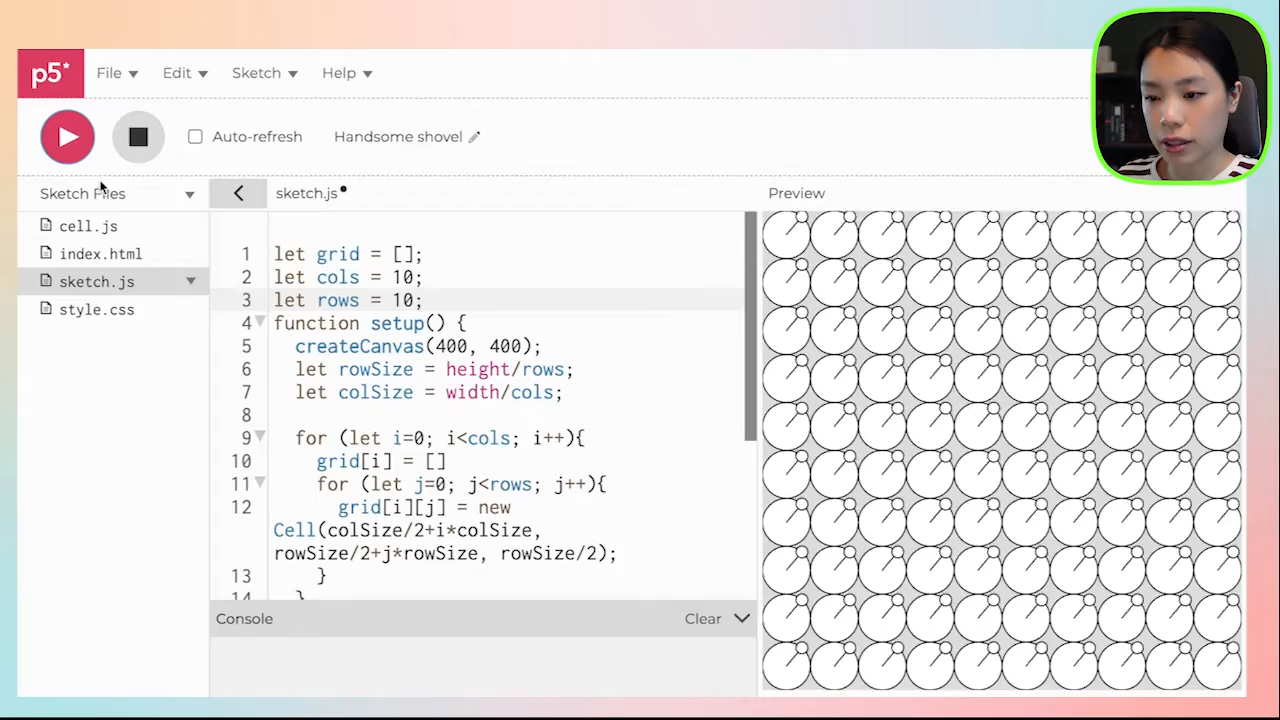 p5*
File
Edit
Sketch
Help
Auto-refresh
Handsome shovel
Sketch Files
sketch.js
Preview
cell.js
index.html
sketch.js
style.css
1 let grid = [];
2 let cols = 10;
3 let rows = 10;
4 function setup() {
5 createCanvas(400, 400);
6 let rowSize = height/rows;
7 let colSize = width/cols;
8
9 for (let i=0; i<cols; i++){
10 grid[i] = []
11 for (let j=0; j<rows; j++){
12 grid[i][j] = new
Cell(colSize/2+i*colSize,
rowSize/2+j*rowSize, rowSize/2);
13 }
14 }
Console
Clear